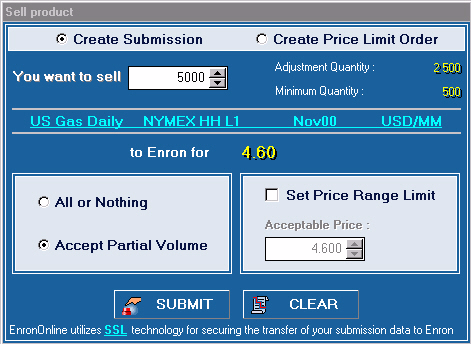 Sell product
Create Submission Create Price Limit Order
You want to sell 5000 Adjustment Quantity : 2 500
Minimum Quantity : 500
US Gas Daily NYMEX HH L1 Nov00 USD/MM
to Enron for 4.60
All or Nothing Set Price Range Limit
Acceptable Price :
Accept Partial Volume 4.600
SUBMIT CLEAR
EnronOnline utilizes SSL technology for securing the transfer of your submission data to Enron